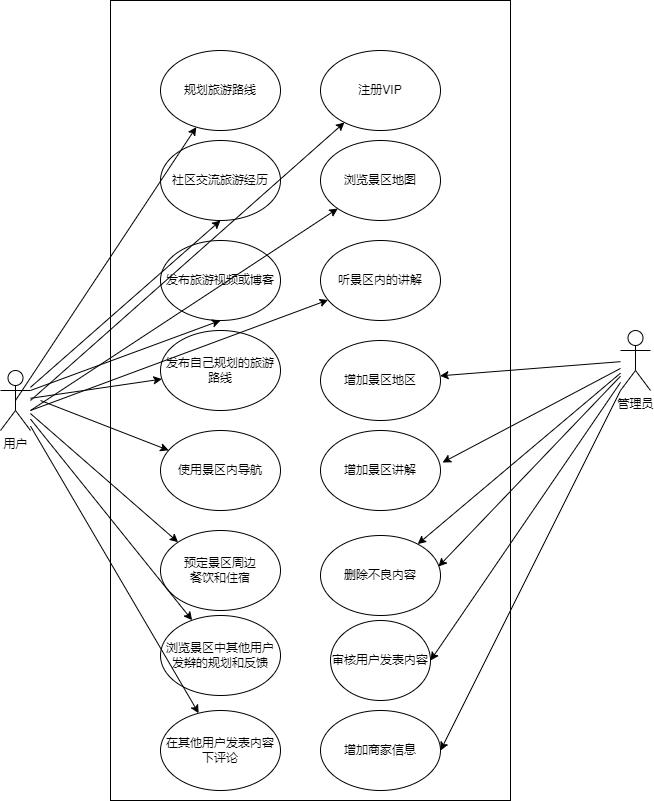 规划旅游路线
注册VIP
社区交流旅游经历
浏览景区地图
发布旅游视频或博客
听景区内的讲解
发布自己规划的旅游
路线
增加景区地区
用户
管理员
使用景区内导航
增加景区讲解
预定景区周边
餐饮和住宿
删除不良内容
浏览景区中其他用户
发辩的规划和反馈
审核用户发表内容
在其他用户发表内容
下评论
增加商家信息